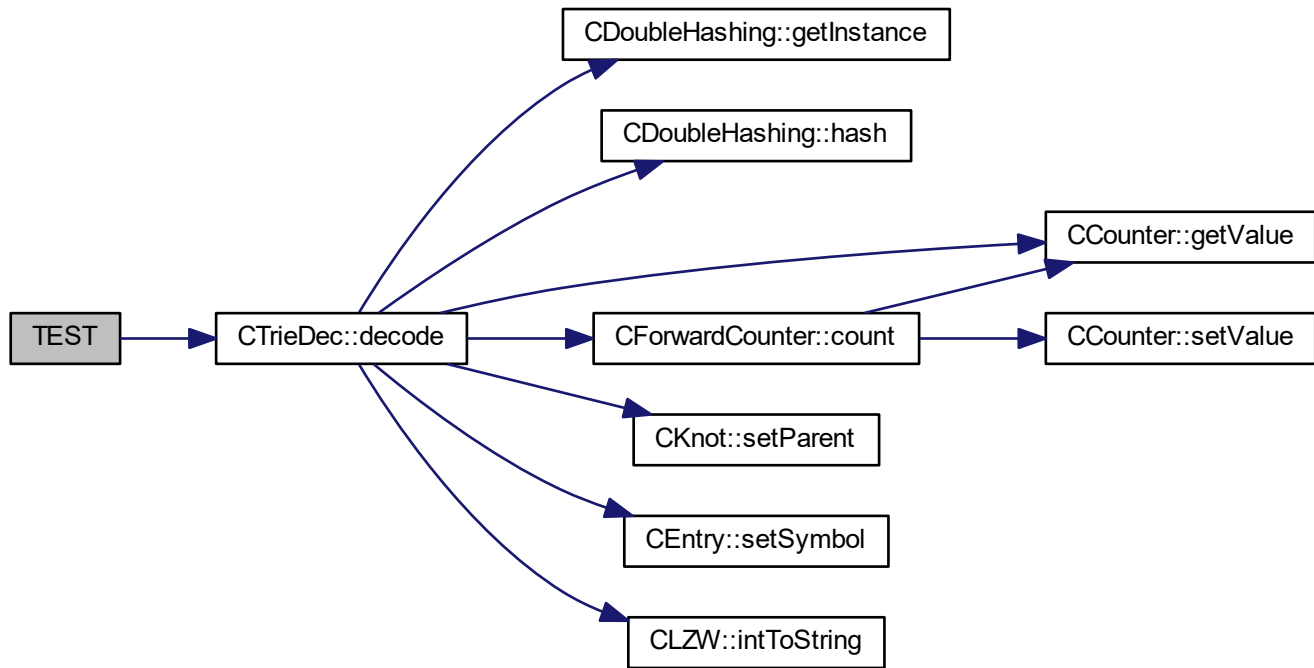 CDoubleHashing::getInstance
CDoubleHashing::hash
CCounter::getValue
TEST
CTrieDec::decode
CForwardCounter::count
CCounter::setValue
CKnot::setParent
CEntry::setSymbol
CLZW::intToString